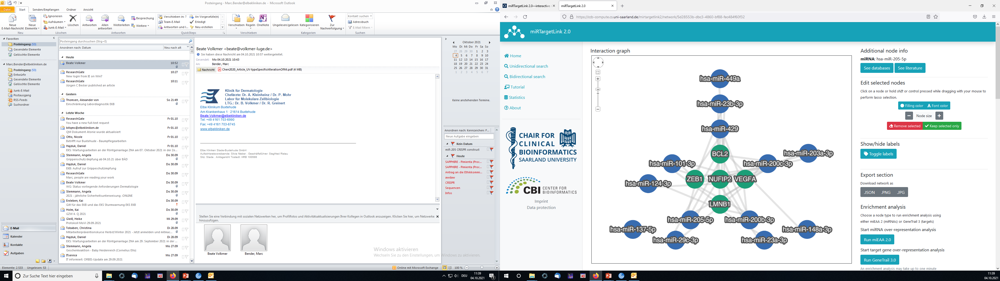 Posteingang - Marc.Bender@elbekliniken.de - Microsoft Outlook
Datei Start Senden/Empfangen Ordner Ansicht
Neue E-Mail-Nachricht
Neue Elemente
Ignorieren
Aufräumen
Junk-E-Mail
Löschen
Antworten
Allen antworten
Weiterleiten
Besprechung
Weitere
Verschieben in: ?
Team-E-Mail
Antworten und l...
An Vorgesetzte(n)
Erledigt
Neu erstellen
Verschieben
Regeln
OneNote
Ungelesen/gelesen
Kategorisieren
Zur Nachverfolgung
Kontakt suchen
Adressbuch
E-Mail filtern
Neu Löschen Antworten QuickSteps Verschieben Kategorien Suchen
Favoriten
Posteingang (53)
Gesendete Elemente
Gelöschte Elemente
Marc.Bender@elbekliniken.de
Posteingang (53)
Entwürfe
Gesendete Elemente
Gelöschte Elemente
Junk-E-Mail
Postausgang
RSS-Feeds
Suchordner
E-Mail
Kalender
Kontakte
Aufgaben
Posteingang durchsuchen (Strg+E)
Anordnen nach: Datum Neu nach alt
Heute
Beate Volkmer 10:52
ResearchGate 10:27
New login from IE on Win7
ResearchGate 10:11
Jürgen C Becker published an article
Gestern
Thomsen, Alexander von So 21:49
Einschränkung Labordiagnostik EKB
Letzte Woche
ResearchGate Fr 01.10
You have a new full-text request
bitqms@elbekliniken.de Fr 01.10
QM Dokument Atonie wurde aktualisiert
Otto, Nicole Fr 01.10
Betrifft nur Buxtehude - Baumpflegearbeiten
Hajduk, Daniel Fr 01.10
EKS: Wartungsarbeiten an der Röntgenanlage ZNA am 07. Oktober 2021 in der Ze...
Stemmann, Angela Do 30.09
Grippenschutz-Impfung ab 04.10.21 über BÄD
Hajduk, Daniel Do 30.09
EKB: Aufruf zur Grippeschutzimpfung
ResearchGate Do 30.09
Marc, people are reading your work
Beate Volkmer Do 30.09
WG: Status vorliegende Anforderungen Dermatologie
Stemmann, Angela Do 30.09
2021 - jährliche Sicherheitsunterweisung -ONLINE
Erxleben, Kai Do 30.09
Gilt für das EKB und das EKS Sturmwarnung EKS EKB
Holm, Kai Do 30.09
GZW 4. Q 2021
Gleiß, Heike Mi 29.09
Protokoll MoVi 29.09.2021
Tobaben, Christina Di 28.09
Mitarbeiterpräventionskurse Herbst/Winter 2021 - Jetzt anmelden und mitmac...
Hajduk, Daniel Di 28.09
EKS: Wartungsarbeiten an der Röntgenanlage ZNA am 29. September 2021 in der ...
Stemmann, Angela Mo 27.09
Geschenkeaktion - Baby Heidenreich (Cornelius Ello)
ITservice Mo 27.09
IT informiert: ORBIS-Update am 29.09.2021
Beate Volkmer <beate@volkmer-luge.de>
Sie haben diese Nachricht am 04.10.2021 10:57 weitergeleitet.
Gesendet: Mo 04.10.2021 10:43
An: Bender, Marc
Nachricht Chen2020_Article_UV-typeSpecificAlterationOfMi.pdf (4 MB)
Klinik für Dermatologie
Chefärzte: Dr. A. Kleinheinz / Dr. P. Mohr
Labor für Molekulare Zellbiologie
LTG.: Dr. B. Volkmer / Dr. R. Greinert
Elbe Klinikum Buxtehude
Am Krankenhaus 1 · 21614 Buxtehude
Beate.Volkmer@elbekliniken.de
Tel: +49 4161 703-6990
Fax: +49 4161 703-6745
www.elbekliniken.de
Elbe Kliniken Stade-Buxtehude GmbH
Aufsichtsratsvorsitzende: Silvia Nieber . Geschäftsführer: Siegfried Ristau
Sitz: Stade . Amtsgericht Tostedt: HRB 100586
Stellen Sie eine Verbindung mit sozialen Netzwerken her, um Profilfotos und Aktivitätsaktualisierungen Ihrer Kollegen in Outlook anzuzeigen. Klicken Sie hier, um Netzwerke
hinzuzufügen.
Beate Volkmer Bender, Marc
Oktober 2021
Mo Di Mi Do Fr Sa So
27 28 29 30 1 2 3
4 5 6 7 8 9 10
11 12 13 14 15 16 17
18 19 20 21 22 23 24
25 26 27 28 29 30 31
1 2 3 4 5 6 7
Keine anstehenden Termine.
Anordnen nach: Kennzeichen: F...
Neue Aufgabe eingeben
Kein Datum
miR-205 CRISPR construct
Heute
SAPPHIRE - Pimienta (Proc...
SAPPHIRE - Pimienta (Proc...
Antrag an die Ethikkommi...
awdaw
CRISPR
Sequencen
Infos
Windows aktivieren
Wechseln Sie zu den Einstellungen, um Windows zu aktivieren.
Elemente: 2.533 Ungelesen: 53 Online mit Microsoft Exchange 100 %
Zur Suche Text hier eingeben
DEU 11:39
04.10.2021
miRTargetLink 2.0—interactive
miRTargetLink 2.0
https://ccb-compute.cs.uni-saarland.de/mirtargetlink2/network/5d28553b-dbc3-4860-bf88-fec484f60f32
miRTargetLink 2.0
Home
Unidirectional search
Bidirectional search
Tutorial
Statistics
About
CHAIR FOR
CLINICAL
BIOINFORMATICS
SAARLAND UNIVERSITY
CBI CENTER FOR BIOINFORMATICS
Imprint
Data protection
Interaction graph
hsa-miR-449a
hsa-miR-23b-3p
hsa-miR-429
BCL2
hsa-miR-203a-3p
hsa-miR-101-3p
hsa-miR-200c-3p
ZEB1 NUFIP2 VEGFA
hsa-miR-124-3p
LMNB1
hsa-miR-205-5p
hsa-miR-200b-3p
hsa-miR-137-5p
hsa-miR-148a-3p
hsa-miR-29c-3p
hsa-miR-23a-3p
Additional node info
miRNA: hsa-miR-205-5p
See databases See literature
Edit selected nodes
Click on a node or hold shift or control pressed while dragging with your mouse to
perform lasso selection.
Filling color Font color
Node size
Remove selected Keep selected only
Show/hide labels
Toggle labels
Export section
Download network as
.JSON .PNG .JPG
Enrichment analysis
Choose a node type to run enrichment analysis using
either miEAA 2 (miRNAs) or GeneTrail 3 (targets)
Start miRNA over-representation analysis
Run miEAA 2.0
Start target gene over-representation analysis
Run GeneTrail 3.0
An enrichment analysis may take up to one minute
11:39
04.10.2021